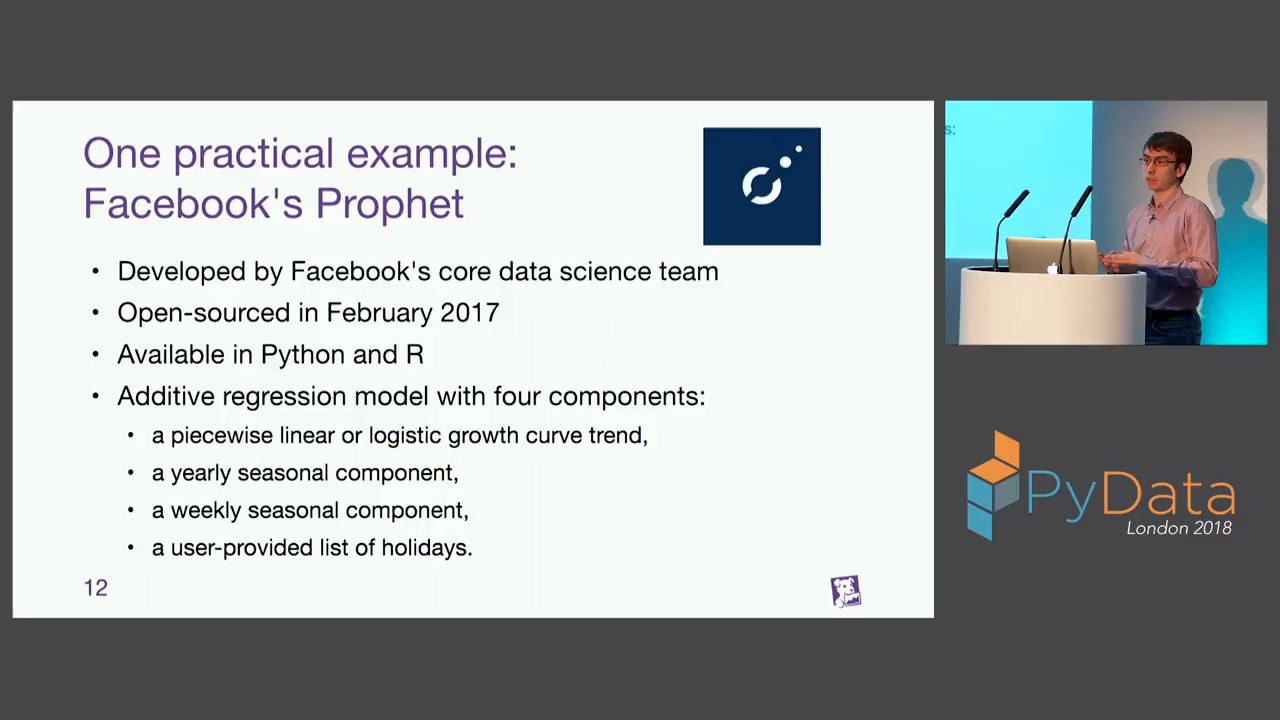 One practical example:
Facebook's Prophet
• Developed by Facebook's core data science team
• Open-sourced in February 2017
• Available in Python and R
• Additive regression model with four components:
• a piecewise linear or logistic growth curve trend,
• a yearly seasonal component,
• a weekly seasonal component,
• a user-provided list of holidays.
12
s:
PyData
London 2018